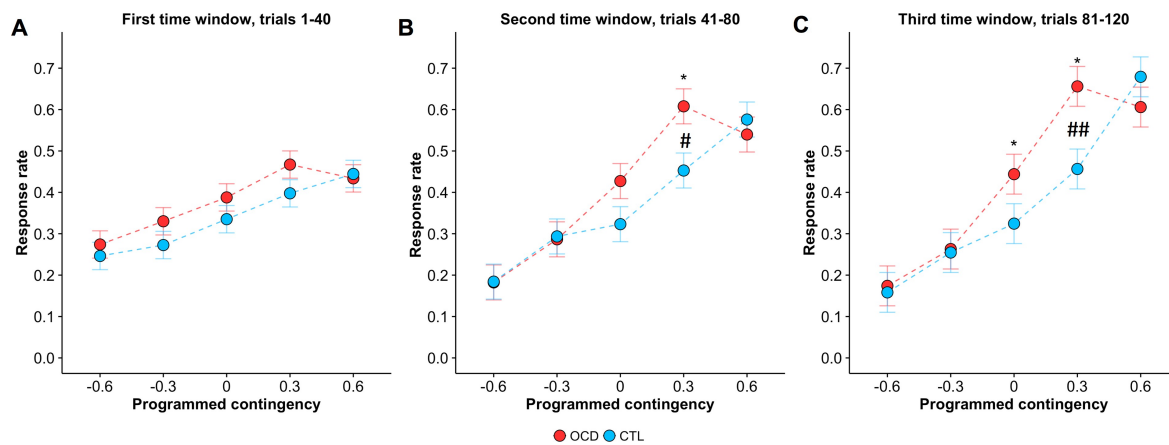 A
First time window, trials 1-40
Response rate
0.7
0.6
0.5
0.4
0.3
0.2
0.1
0.0
-0.6 -0.3 0 0.3 0.6
Programmed contingency
B
Second time window, trials 41-80
Response rate
0.7
0.6
0.5
0.4
0.3
0.2
0.1
0.0
*
#
-0.6 -0.3 0 0.3 0.6
Programmed contingency
C
Third time window, trials 81-120
Response rate
0.7
0.6
0.5
0.4
0.3
0.2
0.1
0.0
*
##
*
-0.6 -0.3 0 0.3 0.6
Programmed contingency
OCD CTL